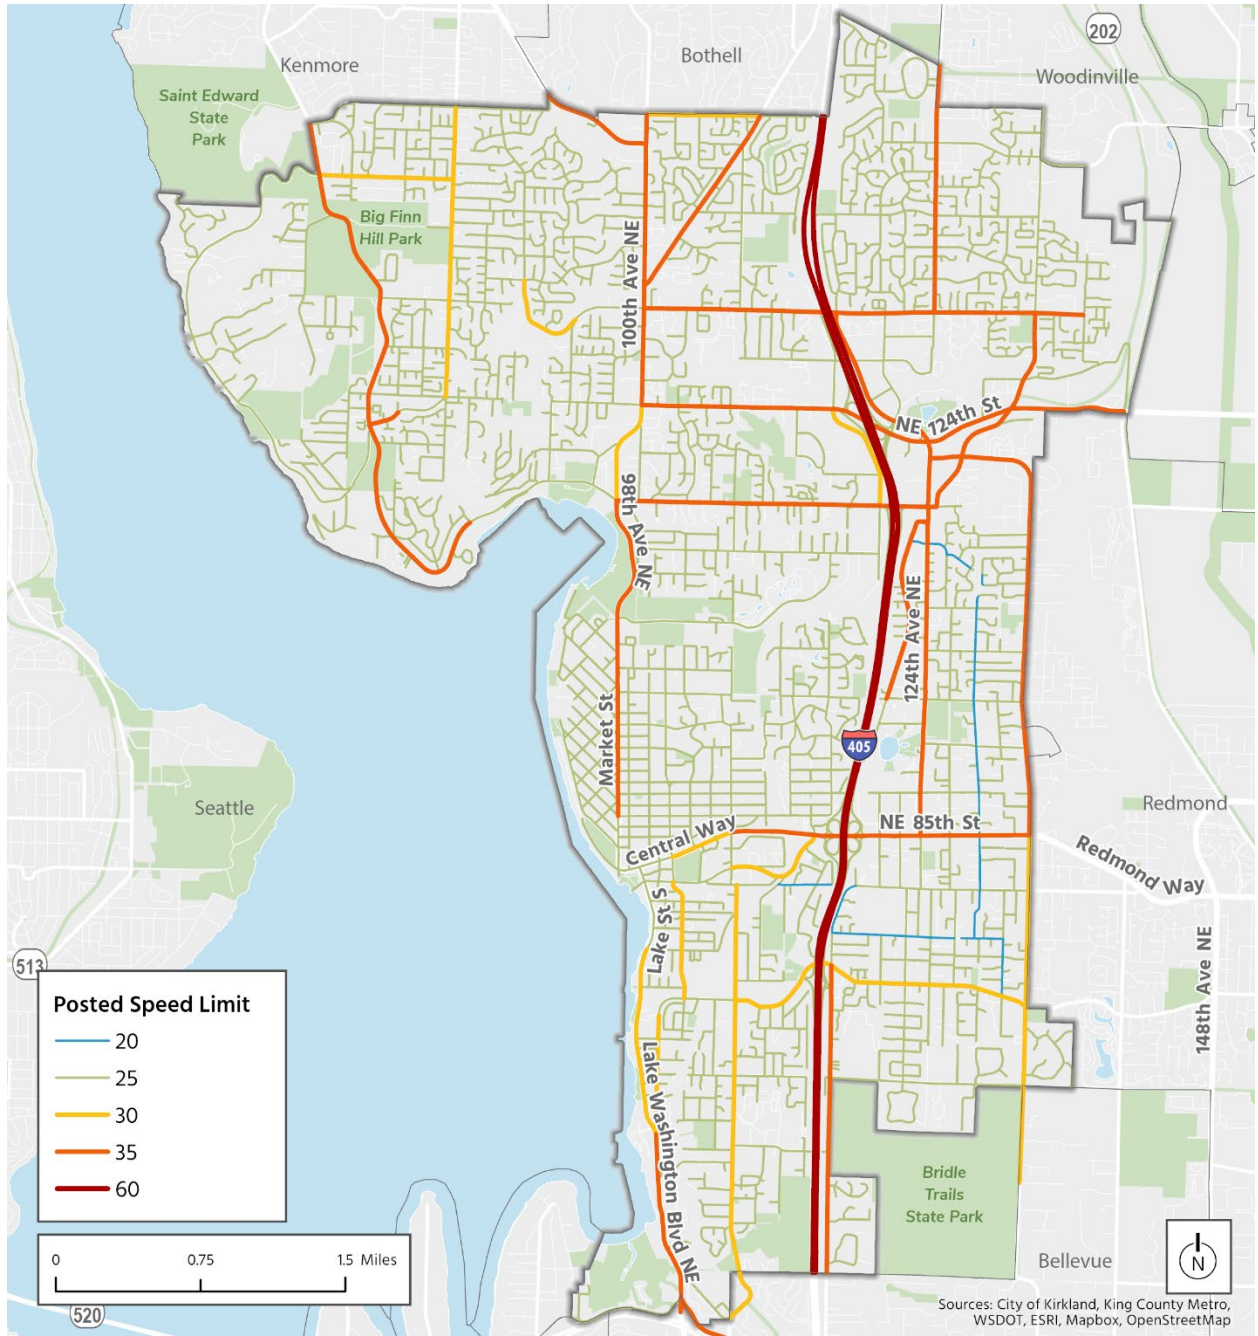 202
Kenmore
Bothell
Woodinville
Saint Edward
State
Park
Big Finn
Hill Park
100th Ave NE
NE 124th St
98th Ave NE
124th Ave NE
Market St
405
Seattle
Central Way
NE 85th St
Redmond
Redmond Way
Lake St S
148th Ave NE
513
Lake Washington Blvd NE
Bridle
Trails
State Park
Bellevue
Posted Speed Limit
20
25
30
35
60
0 0.75 1.5 Miles
520
N
Sources: City of Kirkland, King County Metro,
WSDOT, ESRI, Mapbox, OpenStreetMap